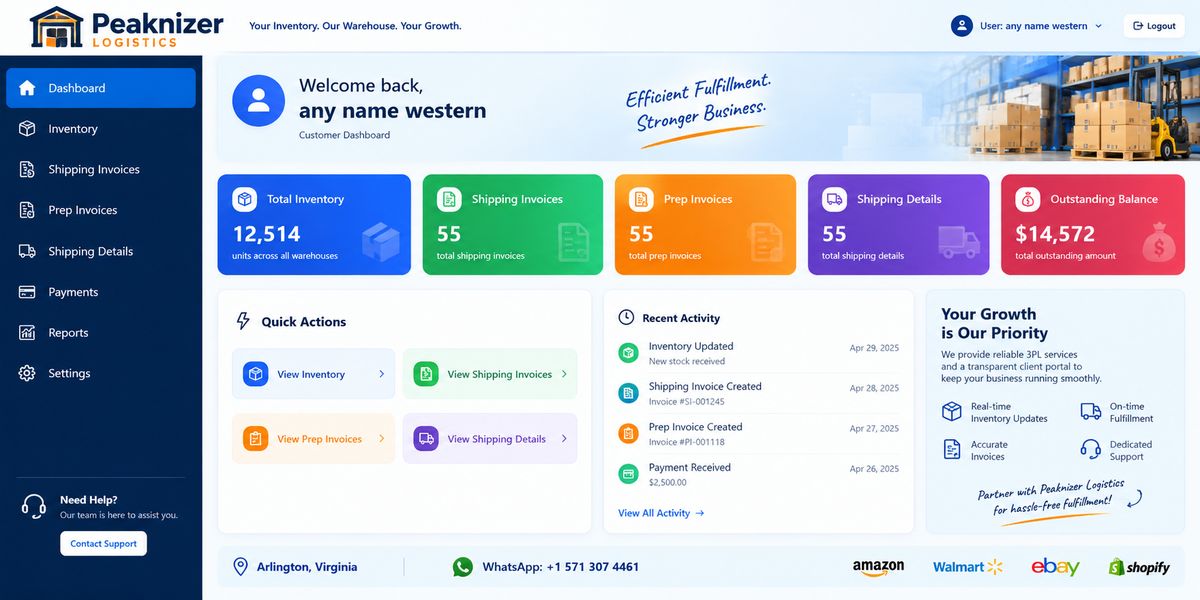 Peaknizer
LOGISTICS
Your Inventory. Our Warehouse. Your Growth.
User: any name western
Logout
Dashboard
Inventory
Shipping Invoices
Prep Invoices
Shipping Details
Payments
Reports
Settings
Need Help?
Our team is here to assist you.
Contact Support
Welcome back,
any name western
Customer Dashboard
Efficient Fulfillment.
Stronger Business.
Total Inventory
12,514
units across all warehouses
Shipping Invoices
55
total shipping invoices
Prep Invoices
55
total prep invoices
Shipping Details
55
total shipping details
Outstanding Balance
$14,572
total outstanding amount
Quick Actions
View Inventory
View Shipping Invoices
View Prep Invoices
View Shipping Details
Recent Activity
Inventory Updated
New stock received
Apr 29, 2025
Shipping Invoice Created
Invoice #SI-001245
Apr 28, 2025
Prep Invoice Created
Invoice #PI-001118
Apr 27, 2025
Payment Received
$2,500.00
Apr 26, 2025
View All Activity →
Your Growth
is Our Priority
We provide reliable 3PL services
and a transparent client portal to
keep your business running smoothly.
Real-time
Inventory Updates
On-time
Fulfillment
Accurate
Invoices
Dedicated
Support
Partner with Peaknizer Logistics
for hassle-free fulfillment!
Arlington, Virginia
WhatsApp: +1 571 307 4461
amazon
Walmart
ebay
shopify